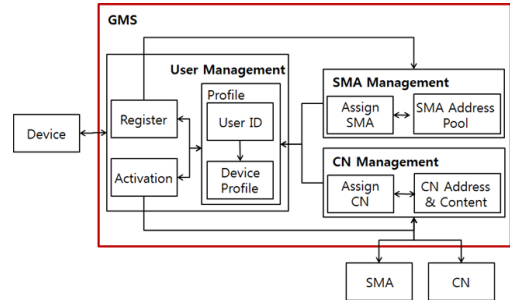 GMS
User Management
SMA Management
Profile
Register
User ID
Assign
SMA
SMA Address
Pool
Device
CN Management
Activation
Device
Profile
Assign
CN
CN Address
& Content
SMA
CN